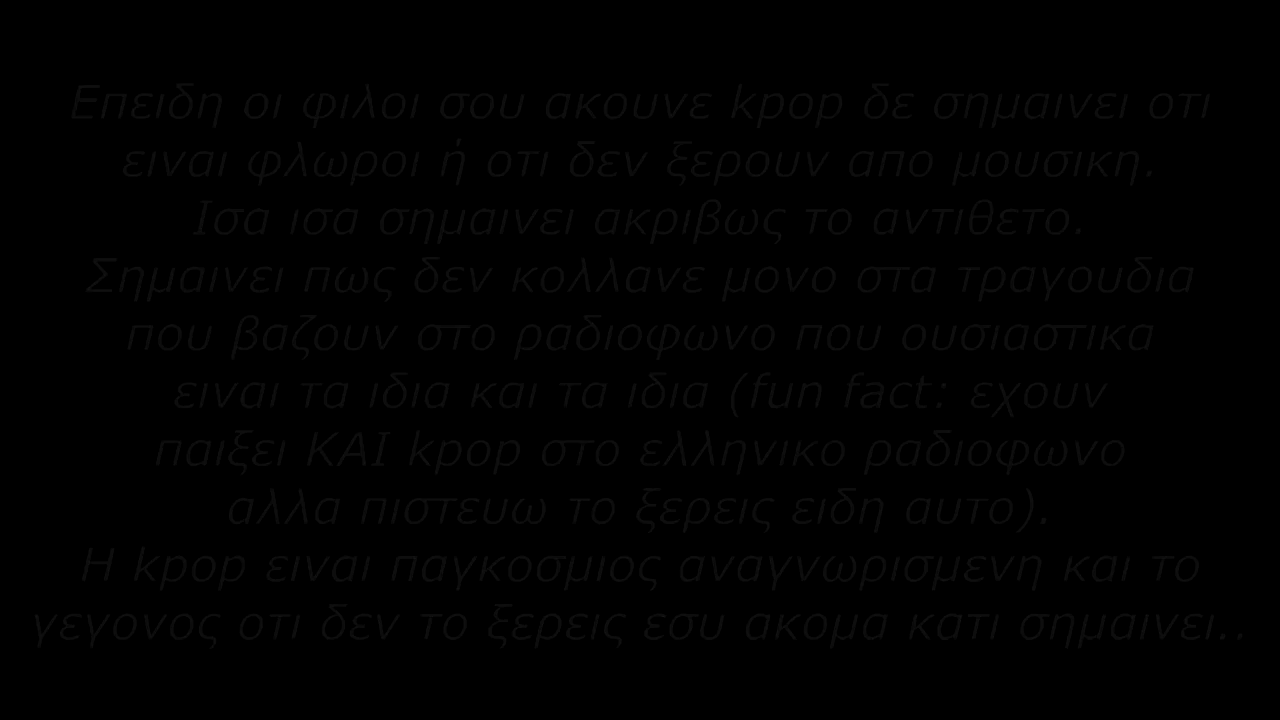 Επειδη οι φιλοι σου ακουνε kpop δε σημαινει οτι
ειναι φλωροι ή οτι δεν ξερουν απο μουσικη.
Ισα ισα σημαινει ακριβως το αντιθετο.
Σημαινει πως δεν κολλανε μονο στα τραγουδια
που βαζουν στο ραδιοφωνο που ουσιαστικα
ειναι τα ιδια και τα ιδια (fun fact: εχουν
παιξει ΚΑΙ kpop στο ελληνικο ραδιοφωνο
αλλα πιστευω το ξερεις ειδη αυτο).
Η kpop ειναι παγκοσμιος αναγνωρισμενη και το
γεγονος οτι δεν το ξερεις εσυ ακομα κατι σημαινει..